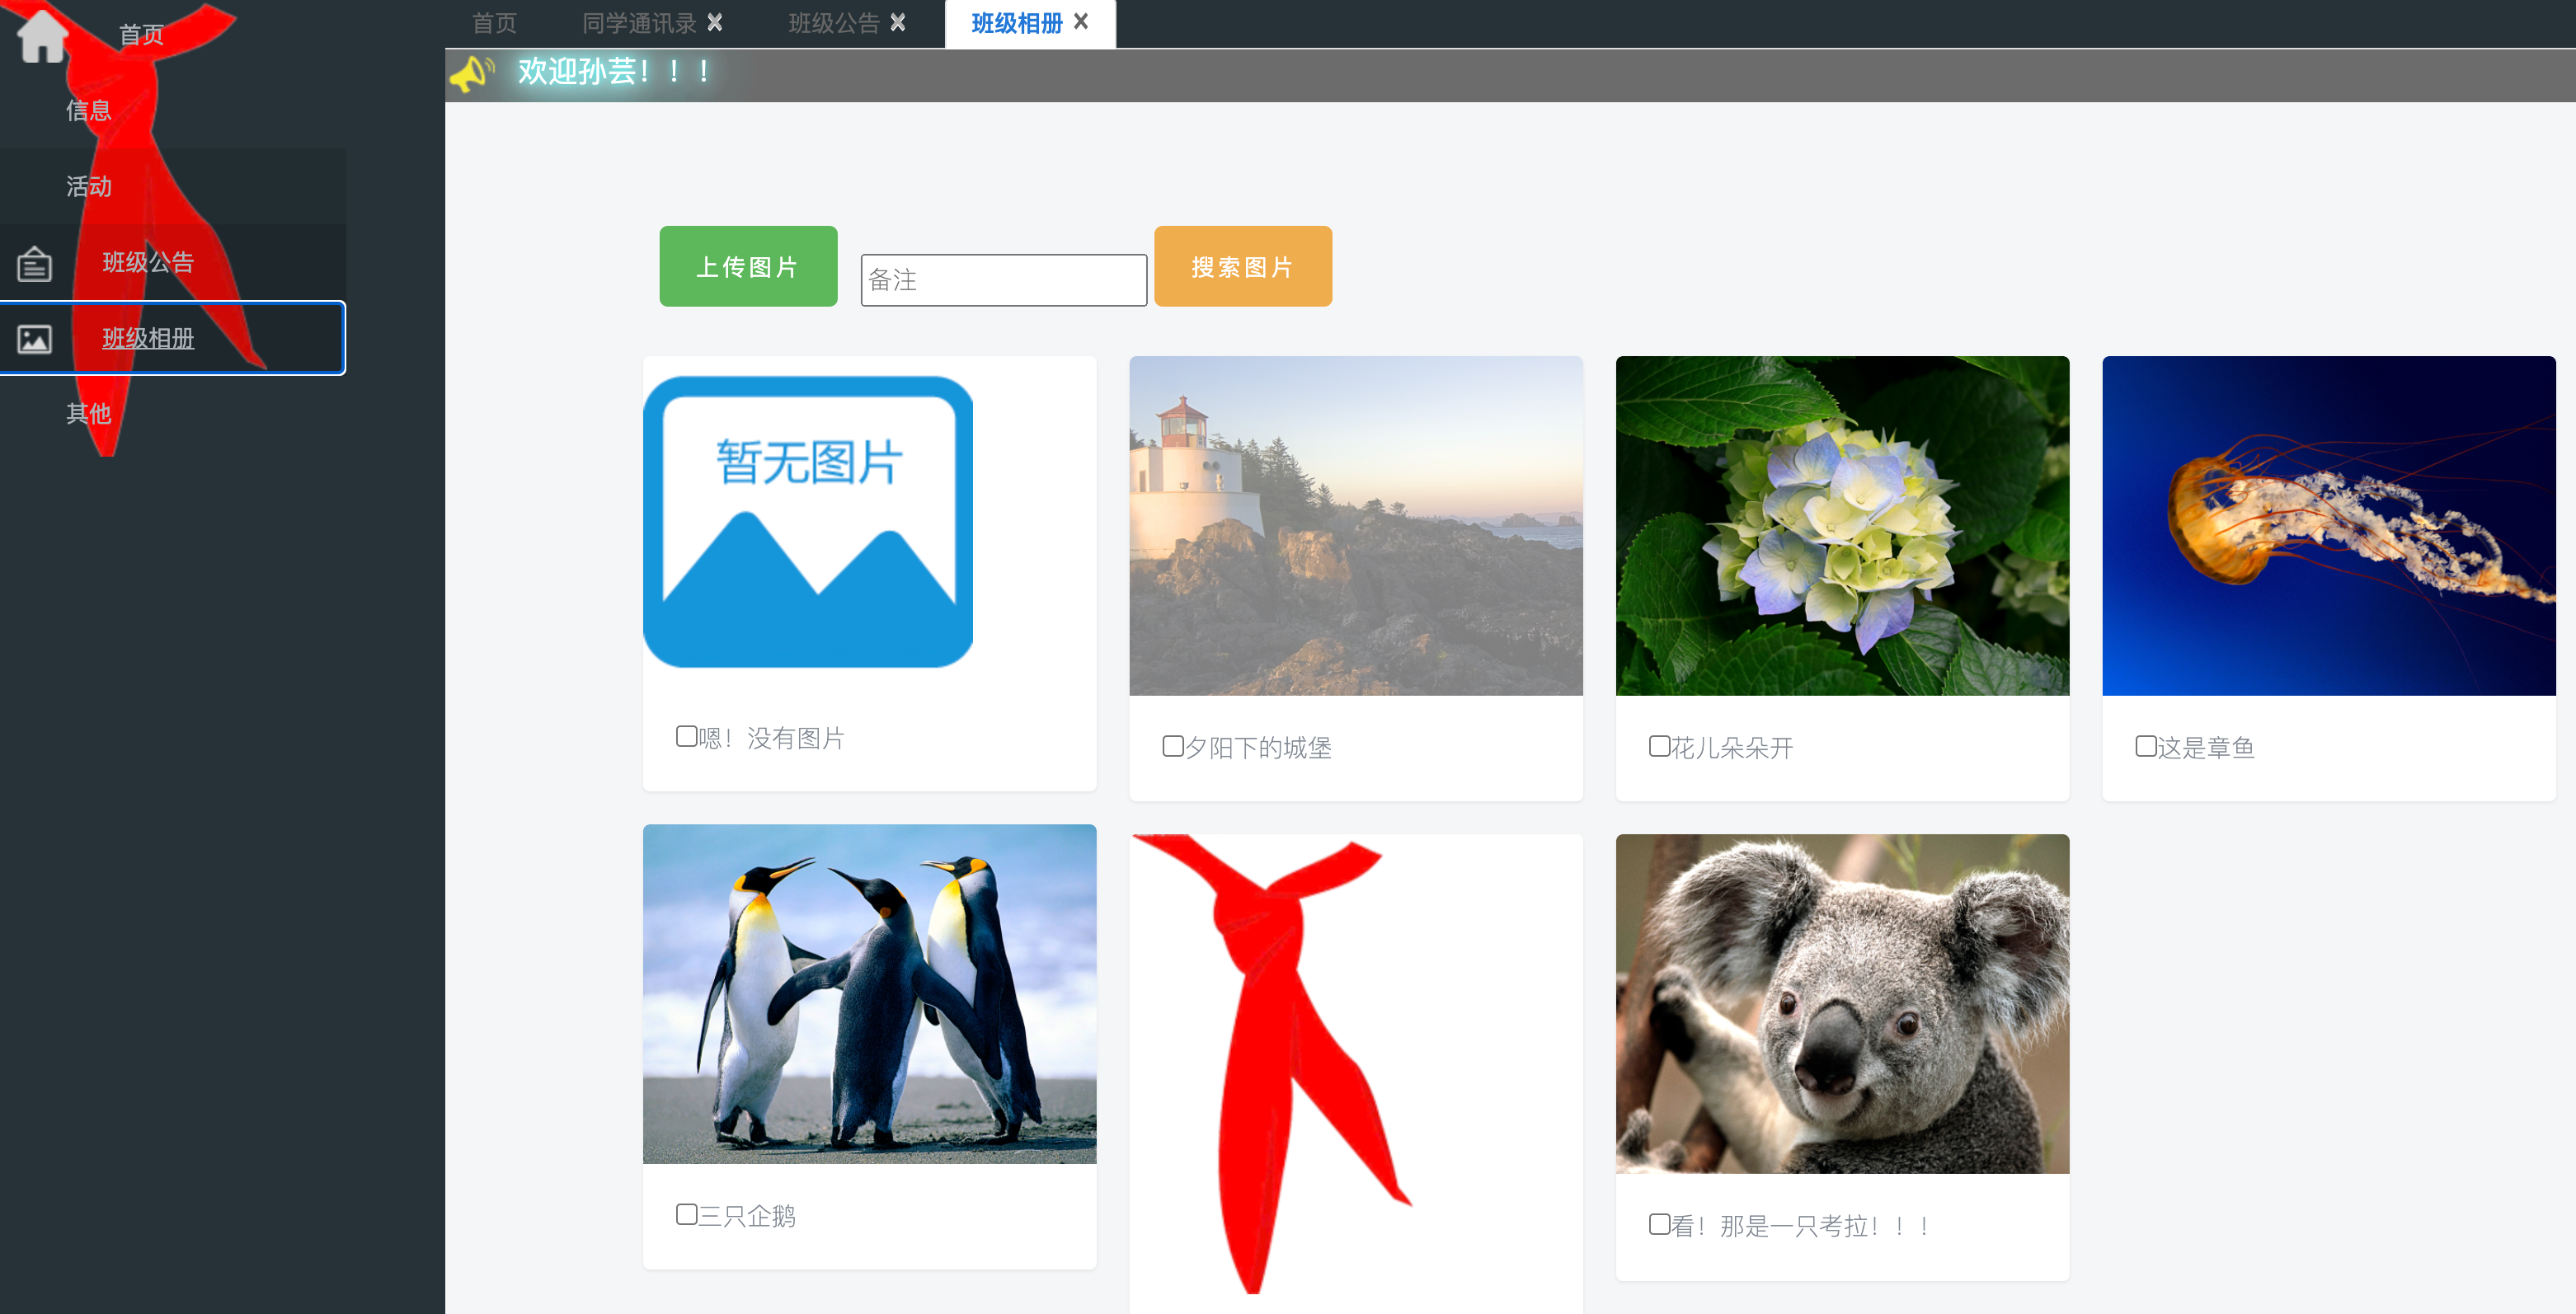 首页
信息
活动
班级公告
班级相册
其他
首页
同学通讯录
班级公告
班级相册
欢迎孙芸！！！
上传图片
备注
搜索图片
暂无图片
嗯！没有图片
夕阳下的城堡
花儿朵朵开
这是章鱼
三只企鹅
看！那是一只考拉！！！